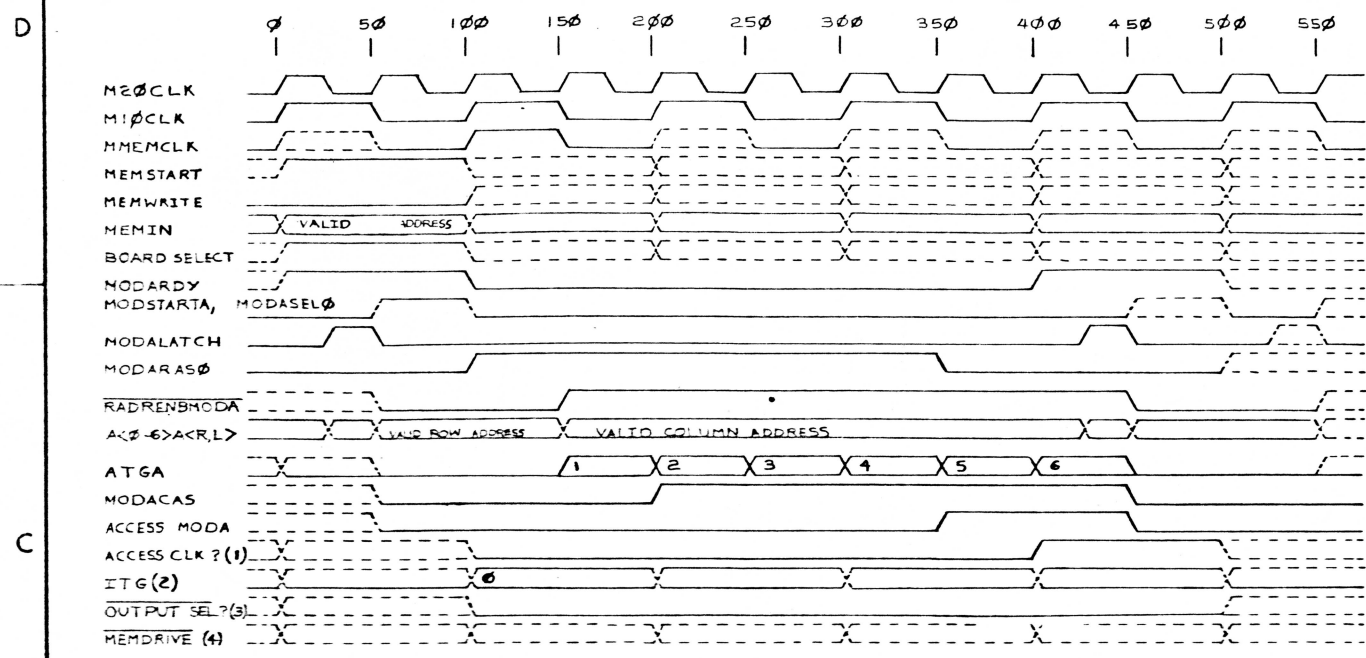 D
Ø 5Ø 1ØØ 15Ø 2ØØ 25Ø 3ØØ 35Ø 4ØØ 45Ø 5ØØ 55Ø
M2ØCLK
M1ØCLK
MMEMCLK
MEMSTART
MEMWRITE
MEMIN VALID ADDRESS
BOARD SELECT
MODARDY
MODSTARTA, MODASELØ
MODALATCH
MODARASØ
RADRENBMODA
A<Ø-6>A<R,L> VALID ROW ADDRESS VALID COLUMN ADDRESS
ATGA 1 2 3 4 5 6
MODACAS
ACCESS MODA
C
ACCESS CLK ?(1)
ITG(2) Ø
OUTPUT SEL?(3)
MEMDRIVE (4)